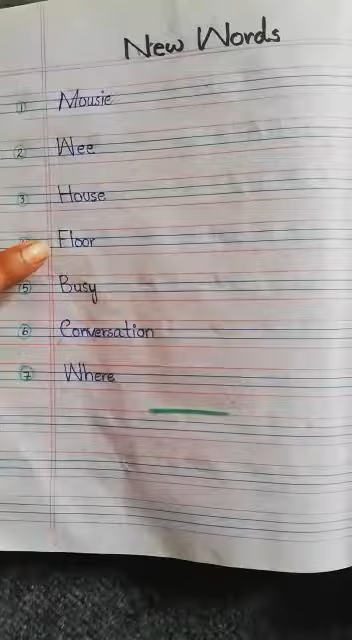 New Words
① Mousie
② Wee
③ House
Floor
⑤ Busy
⑥ Conversation
⑦ Where